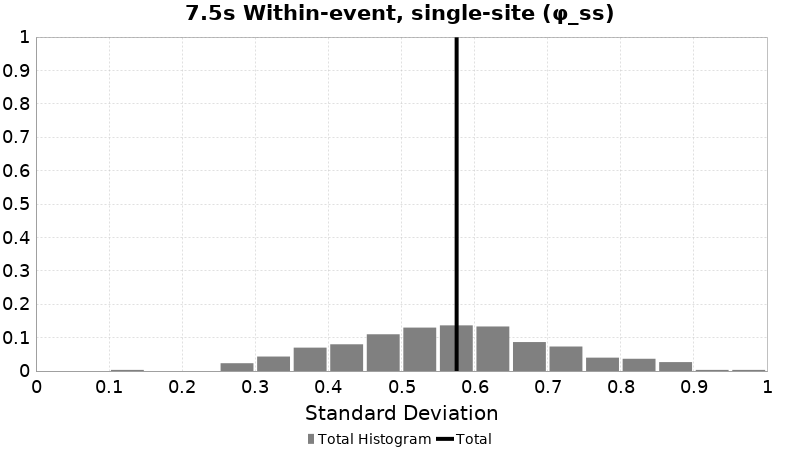 7.5s Within-event, single-site (φ_ss)
1
0.9
0.8
0.7
0.6
0.5
0.4
0.3
0.2
0.1
0
0 0.1 0.2 0.3 0.4 0.5 0.6 0.7 0.8 0.9 1
Standard Deviation
Total Histogram Total